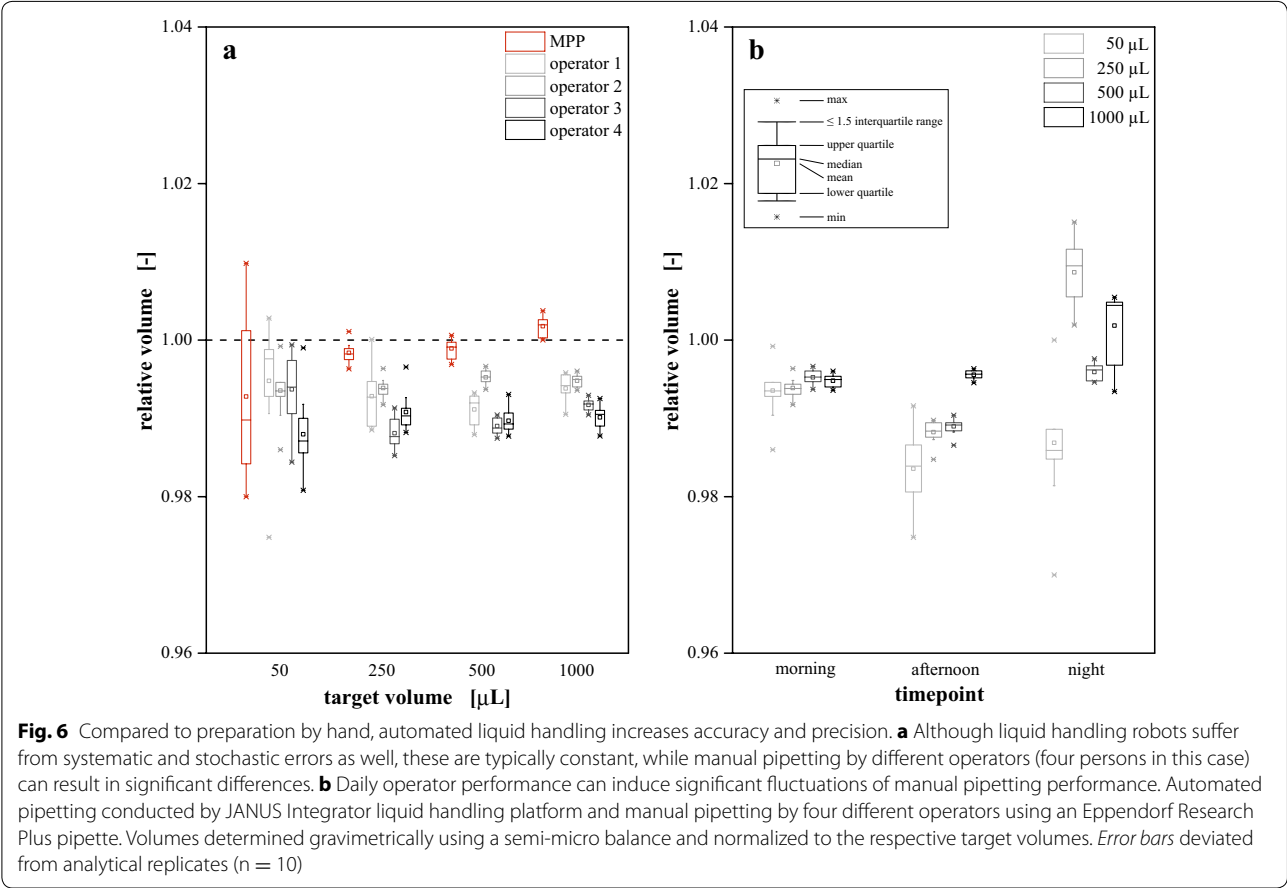 1.04
1.02
1.00
0.98
0.96
relative volume [-]
a
MPP
operator 1
operator 2
operator 3
operator 4
50
250
500
1000
target volume [µL]
1.04
1.02
1.00
0.98
0.96
relative volume [-]
b
50 µL
250 µL
500 µL
1000 µL
max
≤ 1.5 interquartile range
upper quartile
median
mean
lower quartile
min
morning
afternoon
night
timepoint
Fig. 6 Compared to preparation by hand, automated liquid handling increases accuracy and precision. a Although liquid handling robots suffer
from systematic and stochastic errors as well, these are typically constant, while manual pipetting by different operators (four persons in this case)
can result in significant differences. b Daily operator performance can induce significant fluctuations of manual pipetting performance. Automated
pipetting conducted by JANUS Integrator liquid handling platform and manual pipetting by four different operators using an Eppendorf Research
Plus pipette. Volumes determined gravimetrically using a semi-micro balance and normalized to the respective target volumes. Error bars deviated
from analytical replicates (n = 10)